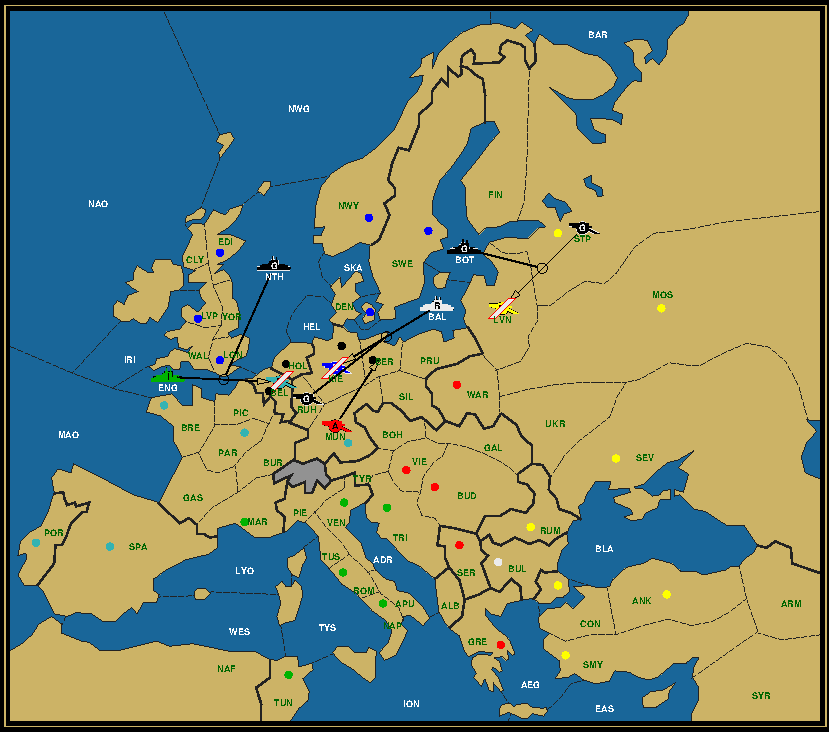 BAR
NWG
FIN
NAO
NWY
STP
EDI
CLY
SWE
BOT
G
G
G
NTH
SKA
MOS
DEN
R
BAL
LVN
LVP
YOR
HEL
IRI
WAL
LON
HOL
KIE
BER
PRU
ENG
BEL
RUH
G
SIL
WAR
PIC
BRE
A
MUN
BOH
UKR
MAO
PAR
GAL
BUR
VIE
SEV
TYR
BUD
GAS
PIE
VEN
MAR
TRI
RUM
POR
SPA
TUS
ADR
BLA
LYO
SER
BUL
ROM
APU
ALB
ANK
ARM
NAP
CON
WES
TYS
GRE
NAF
SMY
AEG
TUN
ION
EAS
SYR